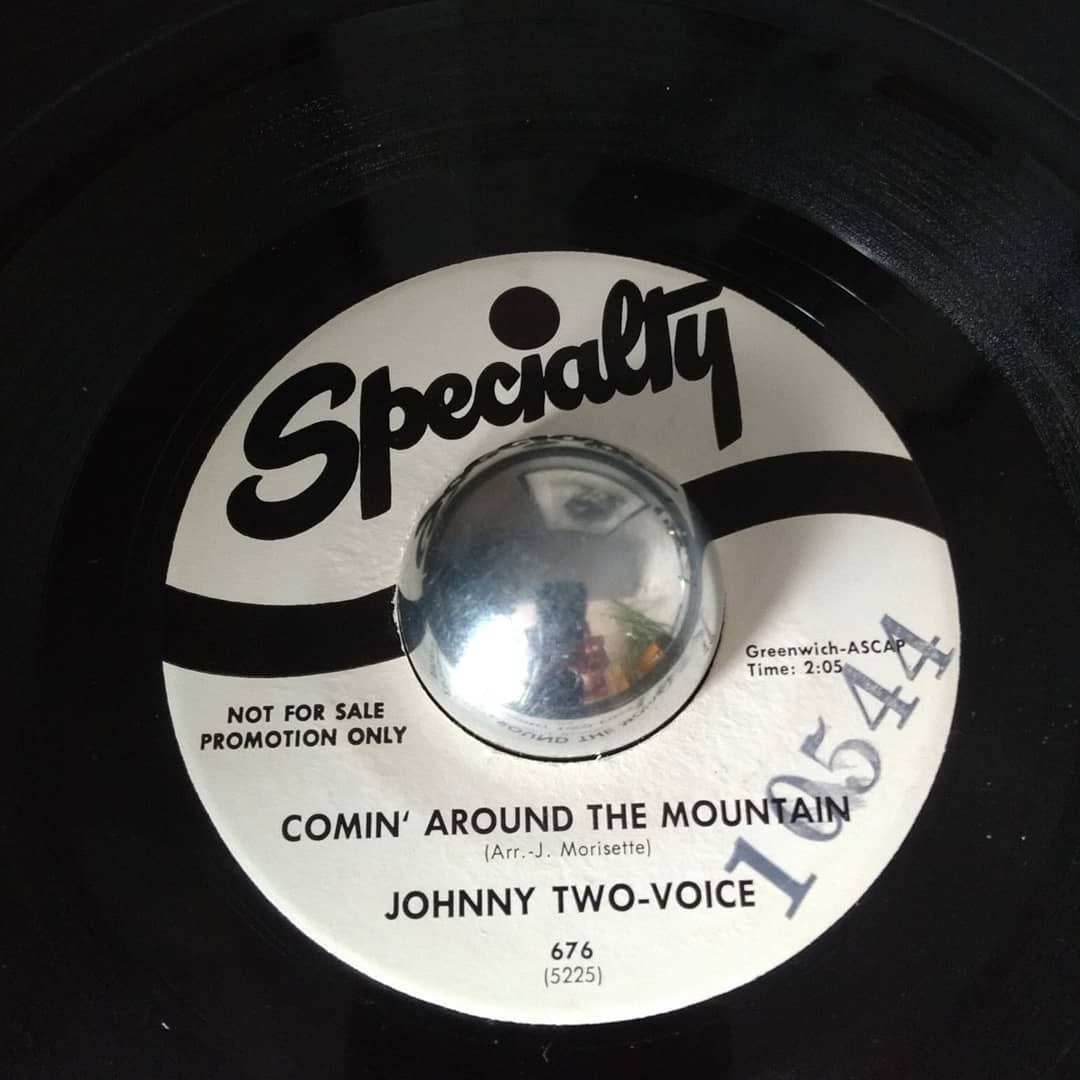 Specialty
Greenwich-ASCAP
Time: 2:05
NOT FOR SALE
PROMOTION ONLY
10544
COMIN' AROUND THE MOUNTAIN
(Arr.-J. Morisette)
JOHNNY TWO-VOICE
676
(5225)